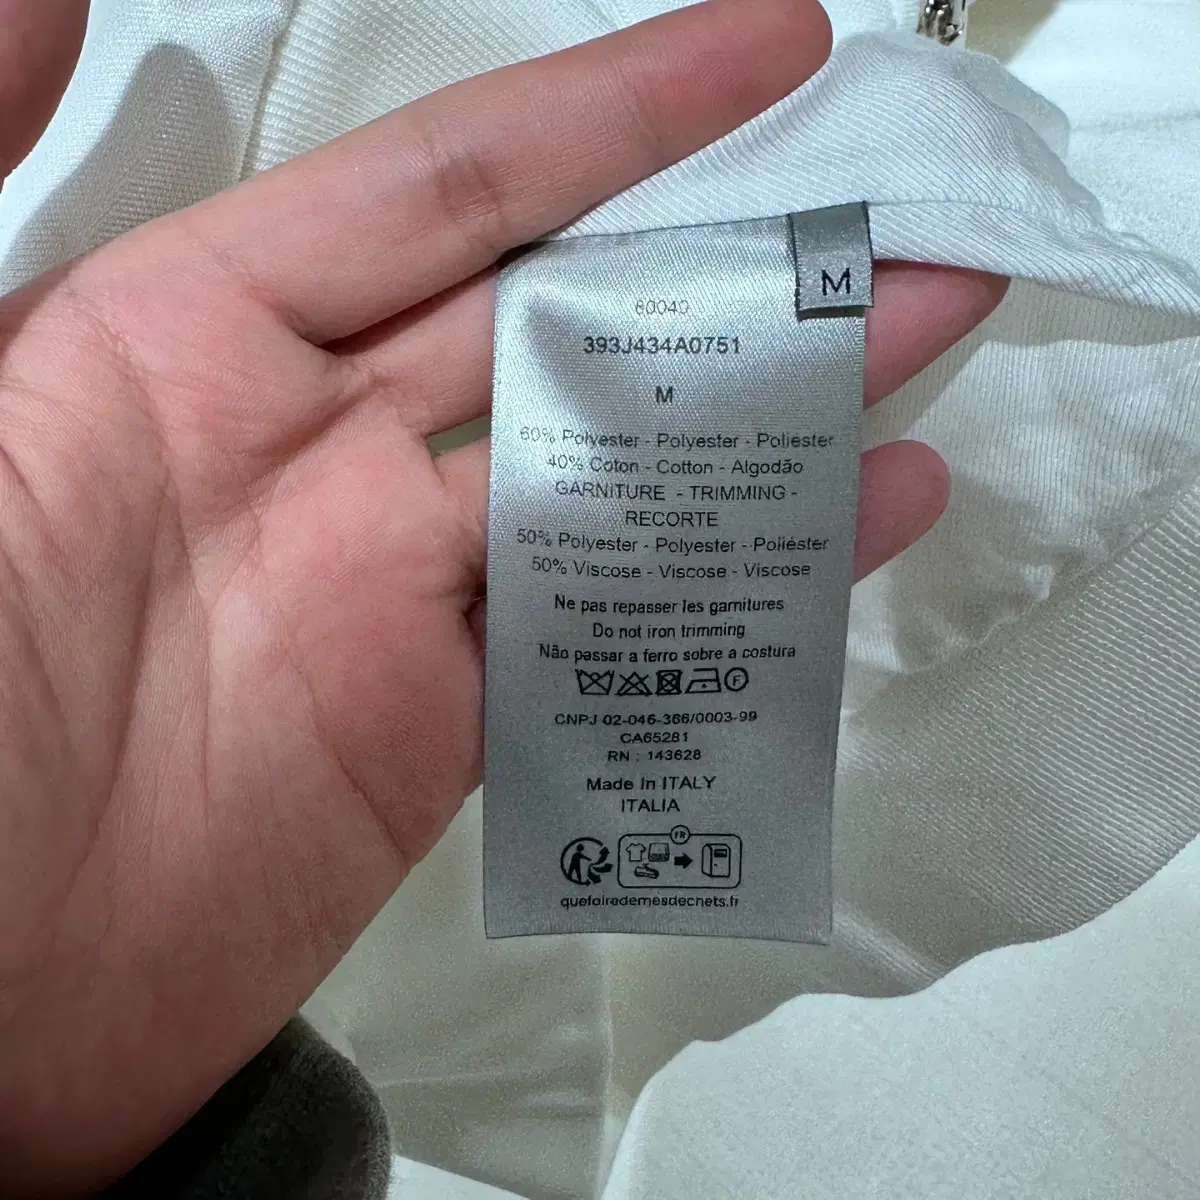 M
60040
393J434A0751
M
60% Polyester - Polyester - Poliester
40% Coton - Cotton - Algodão
GARNITURE - TRIMMING -
RECORTE
50% Polyester - Polyester - Poliéster
50% Viscose - Viscose - Viscose
Ne pas repasser les garnitures
Do not iron trimming
Não passar a ferro sobre a costura
F
CNPJ 02-046-366/0003-99
CA65281
RN : 143628
Made In ITALY
ITALIA
FR
quefairedemesdechets.fr